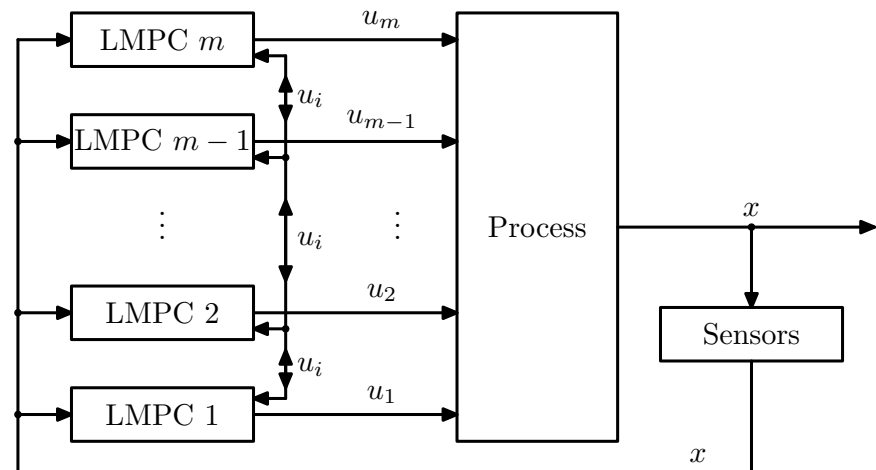 u_m
LMPC m
u_i
u_{m-1}
LMPC m − 1
⋮ ⋮
u_i
x
Process
u_2
LMPC 2
Sensors
u_i
u_1
LMPC 1
x